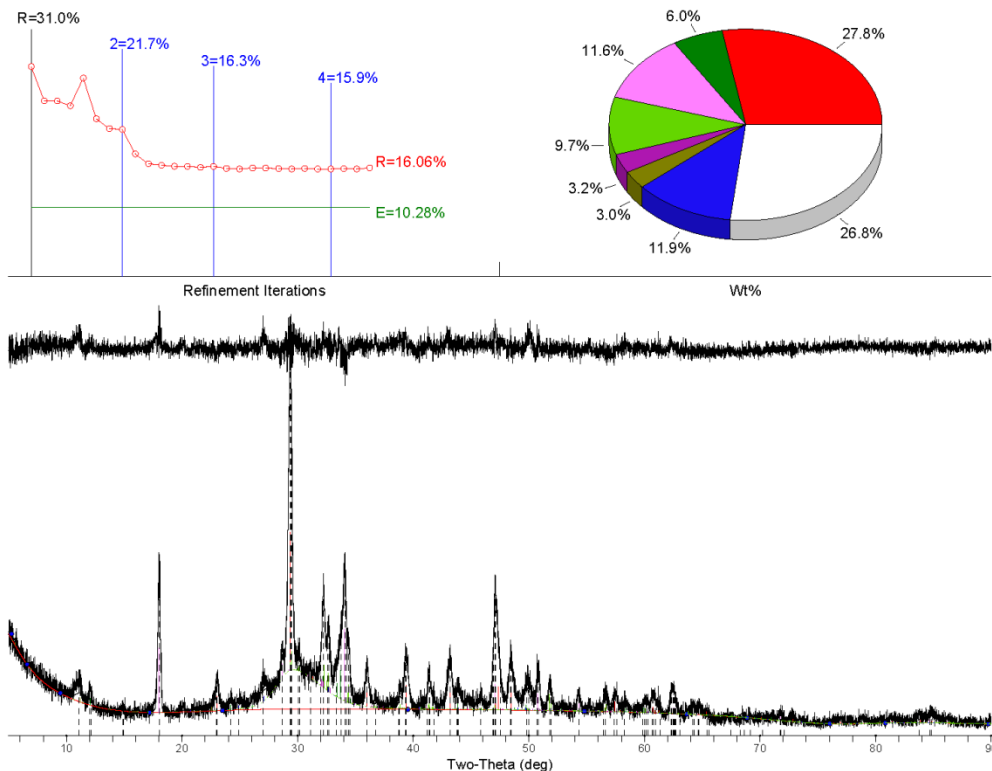 R=31.0%
2=21.7%
3=16.3%
4=15.9%
R=16.06%
E=10.28%
Refinement Iterations
6.0%
27.8%
11.6%
9.7%
3.2%
3.0%
11.9%
26.8%
Wt%
10 20 30 40 50 60 70 80 90
Two-Theta (deg)